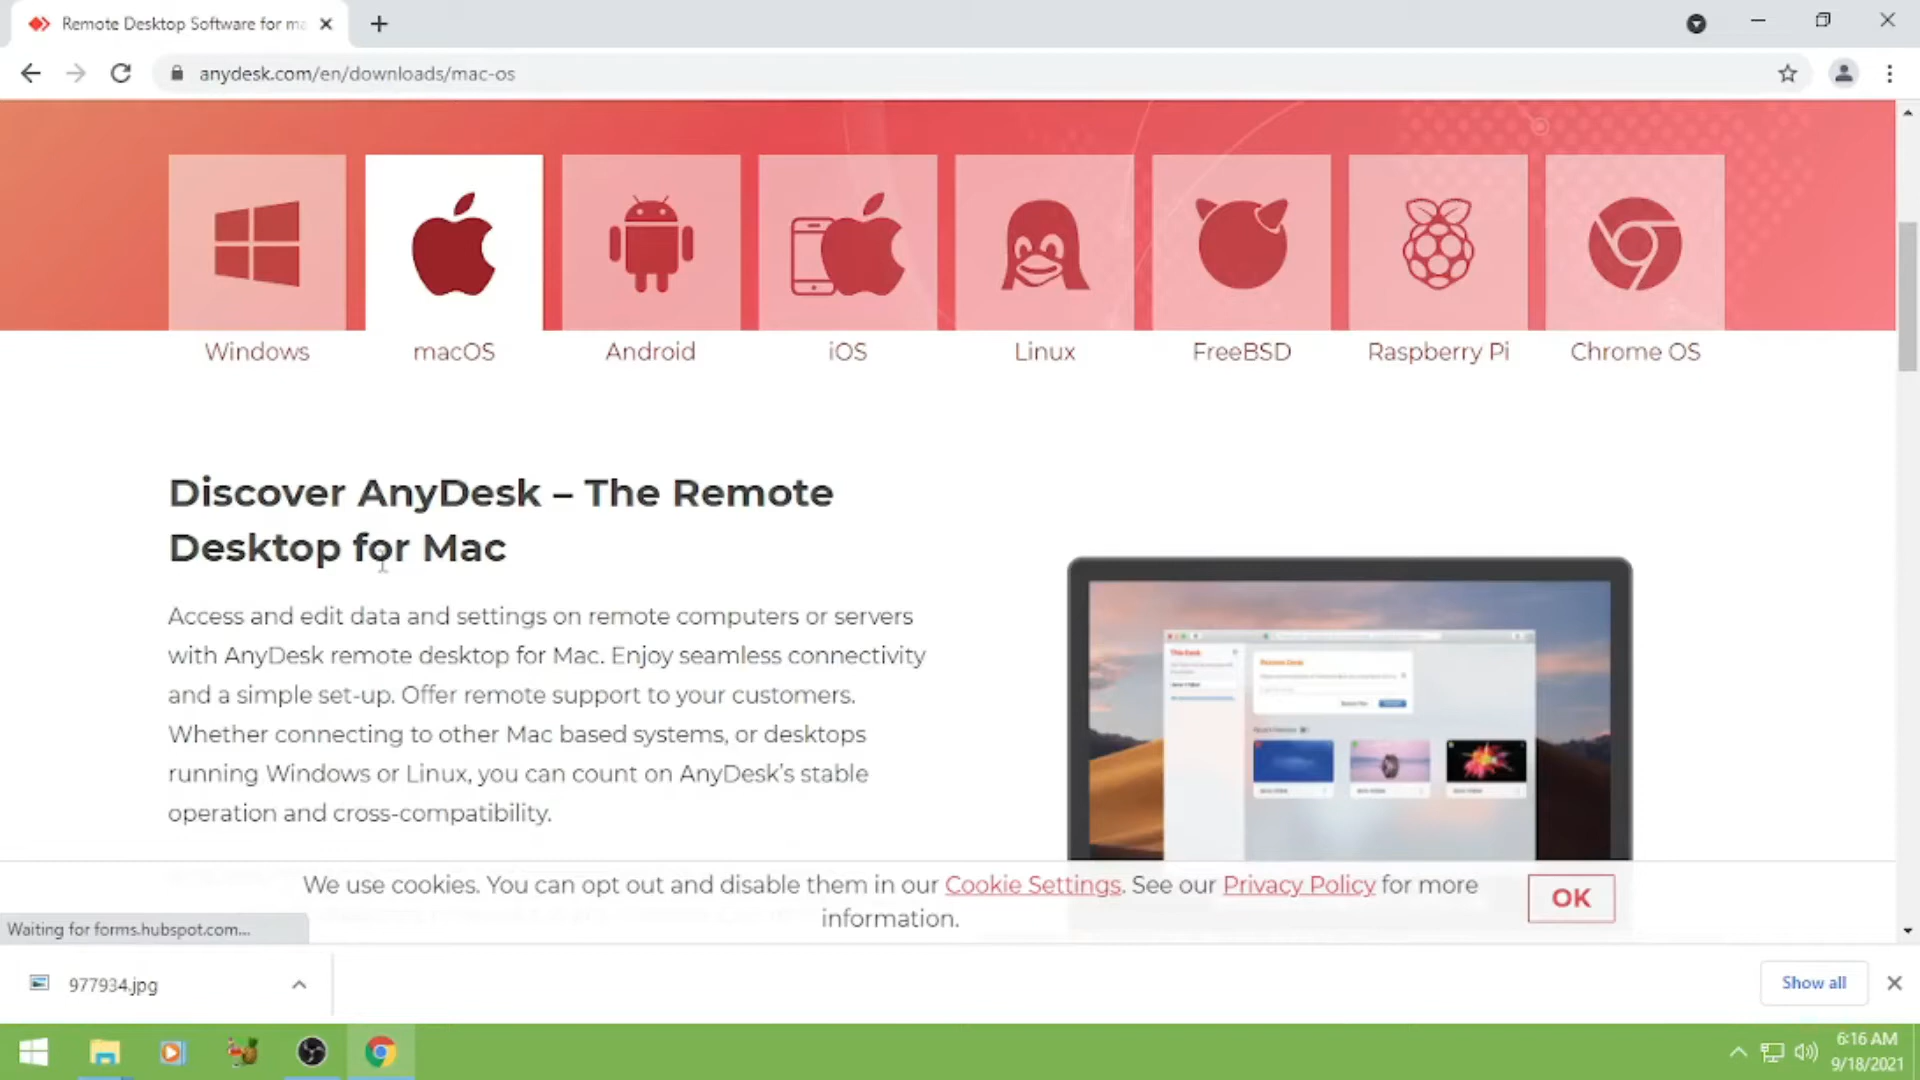 Remote Desktop Software for ma
anydesk.com/en/downloads/mac-os
Windows
macOS
Android
iOS
Linux
FreeBSD
Raspberry Pi
Chrome OS
Discover AnyDesk – The Remote
Desktop for Mac
Access and edit data and settings on remote computers or servers
with AnyDesk remote desktop for Mac. Enjoy seamless connectivity
and a simple set-up. Offer remote support to your customers.
Whether connecting to other Mac based systems, or desktops
running Windows or Linux, you can count on AnyDesk's stable
operation and cross-compatibility.
We use cookies. You can opt out and disable them in our Cookie Settings. See our Privacy Policy for more
information.
OK
Waiting for forms.hubspot.com...
977934.jpg
Show all
6:16 AM
9/18/2021